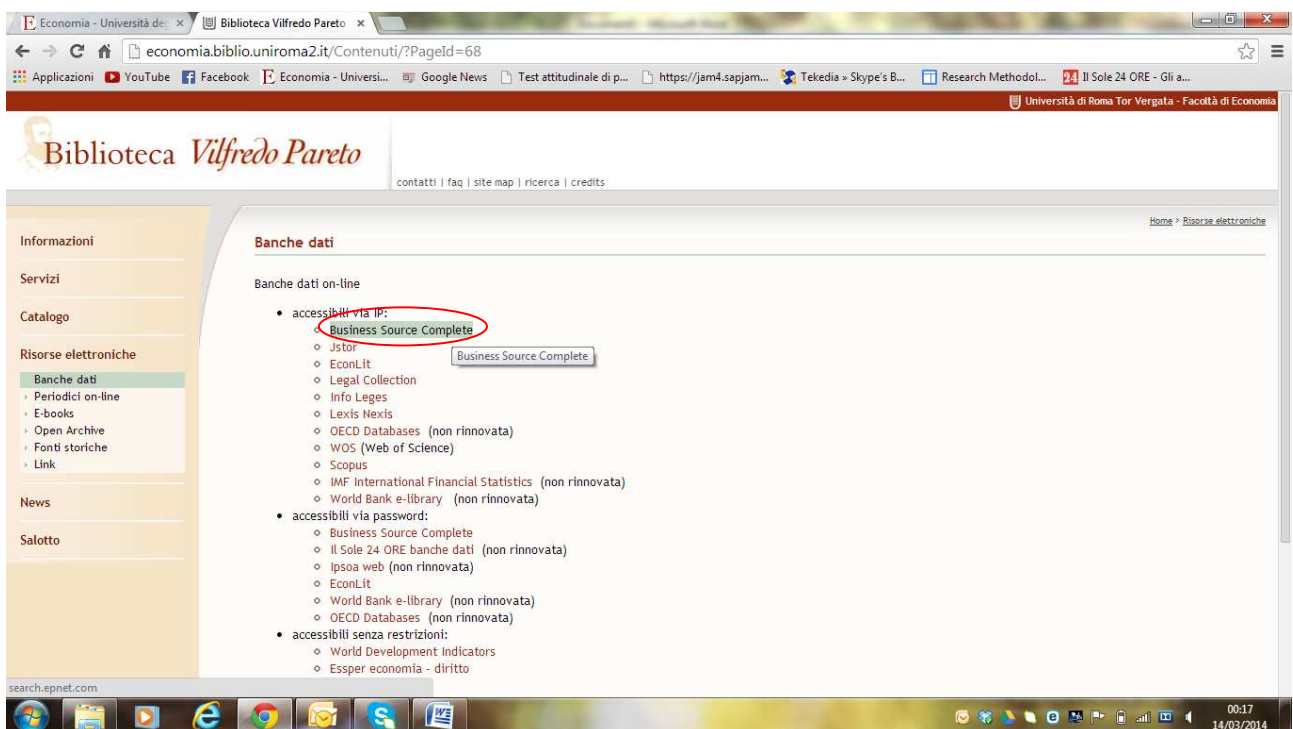 Economia - Università de
Biblioteca Vilfredo Pareto
economia.biblio.uniroma2.it/Contenuti/?PageId=68
Applicazioni YouTube Facebook Economia - Universi... Google News Test attitudinale di p... https://jam4.sapjam... Tekedia » Skype's B... Research Methodol... 24 Il Sole 24 ORE - Gli a...
Università di Roma Tor Vergata - Facoltà di Economia
Biblioteca Vilfredo Pareto
contatti | faq | site map | ricerca | credits
Home > Risorse elettroniche
Informazioni
Servizi
Catalogo
Risorse elettroniche
Banche dati
Periodici on-line
E-books
Open Archive
Fonti storiche
Link
News
Salotto
Banche dati
Banche dati on-line
accessibili via IP:
Business Source Complete
Jstor
Business Source Complete
EconLit
Legal Collection
Info Leges
Lexis Nexis
OECD Databases (non rinnovata)
WOS (Web of Science)
Scopus
IMF International Financial Statistics (non rinnovata)
World Bank e-library (non rinnovata)
accessibili via password:
Business Source Complete
Il Sole 24 ORE banche dati (non rinnovata)
Ipsoa web (non rinnovata)
EconLit
World Bank e-library (non rinnovata)
OECD Databases (non rinnovata)
accessibili senza restrizioni:
World Development Indicators
Essper economia - diritto
search.epnet.com
00:17
14/03/2014